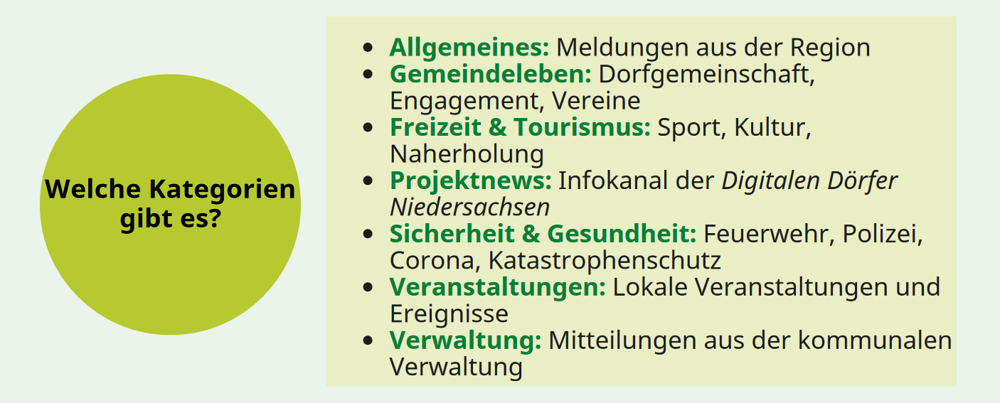 Welche Kategorien
gibt es?
• Allgemeines: Meldungen aus der Region
• Gemeindeleben: Dorfgemeinschaft,
Engagement, Vereine
• Freizeit & Tourismus: Sport, Kultur,
Naherholung
• Projektnews: Infokanal der Digitalen Dörfer
Niedersachsen
• Sicherheit & Gesundheit: Feuerwehr, Polizei,
Corona, Katastrophenschutz
• Veranstaltungen: Lokale Veranstaltungen und
Ereignisse
• Verwaltung: Mitteilungen aus der kommunalen
Verwaltung